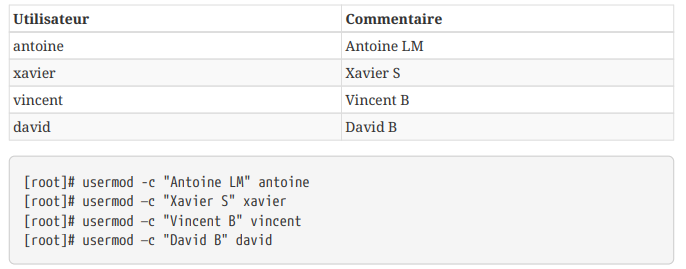 Utilisateur Commentaire
antoine Antoine LM
xavier Xavier S
vincent Vincent B
david David B
[root]# usermod -c "Antoine LM" antoine
[root]# usermod –c "Xavier S" xavier
[root]# usermod –c "Vincent B" vincent
[root]# usermod –c "David B" david